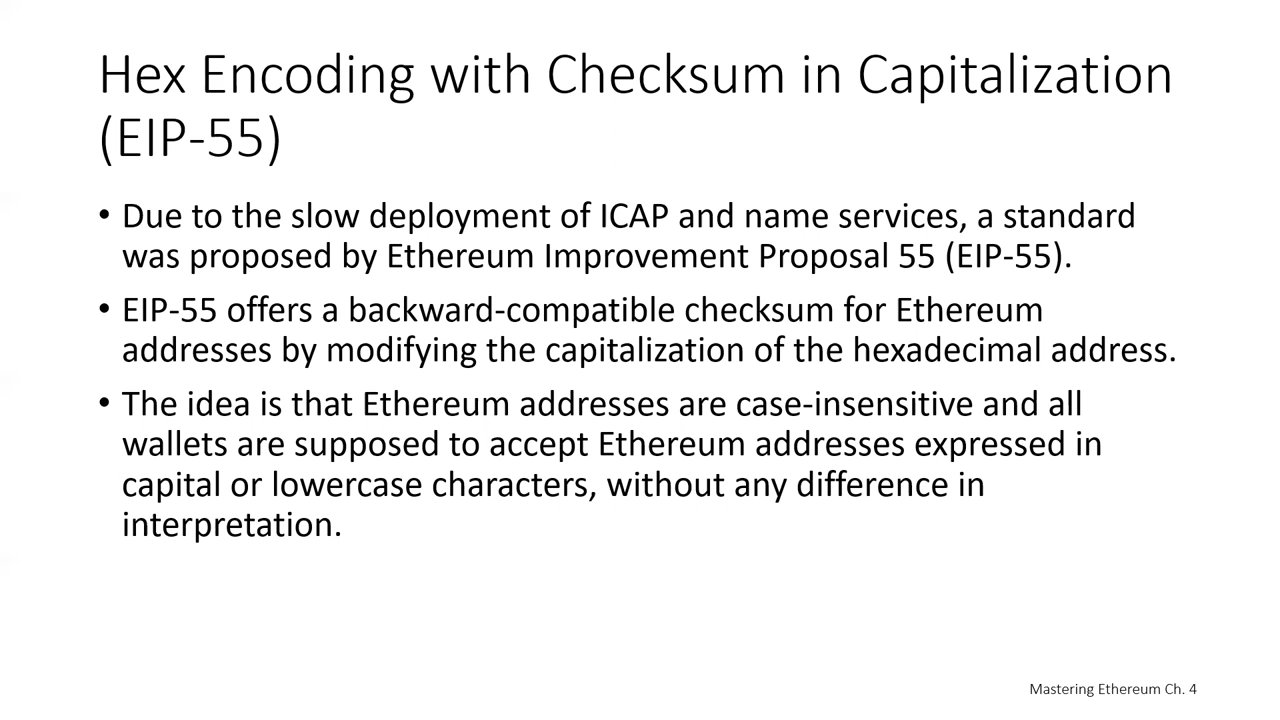 Hex Encoding with Checksum in Capitalization
(EIP-55)
• Due to the slow deployment of ICAP and name services, a standard
was proposed by Ethereum Improvement Proposal 55 (EIP-55).
• EIP-55 offers a backward-compatible checksum for Ethereum
addresses by modifying the capitalization of the hexadecimal address.
• The idea is that Ethereum addresses are case-insensitive and all
wallets are supposed to accept Ethereum addresses expressed in
capital or lowercase characters, without any difference in
interpretation.
Mastering Ethereum Ch. 4